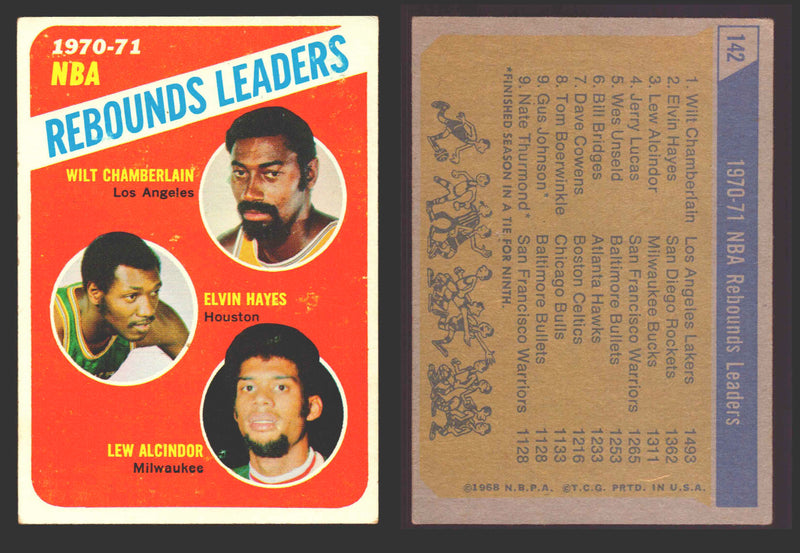 1970-71
NBA
REBOUNDS LEADERS
WILT CHAMBERLAIN
Los Angeles
ELVIN HAYES
Houston
LEW ALCINDOR
Milwaukee
142
1970-71 NBA Rebounds Leaders
1. Wilt Chamberlain Los Angeles Lakers 1493
2. Elvin Hayes San Diego Rockets 1362
3. Lew Alcindor Milwaukee Bucks 1311
4. Jerry Lucas San Francisco Warriors 1265
5. Wes Unseld Baltimore Bullets 1253
6. Bill Bridges Atlanta Hawks 1233
7. Dave Cowens Boston Celtics 1216
8. Tom Boerwinkle Chicago Bulls 1133
9. Gus Johnson* Baltimore Bullets 1128
9. Nate Thurmond* San Francisco Warriors 1128
*FINISHED SEASON IN A TIE FOR NINTH
©1968 N.B.P.A. ©T.C.G. PRTD. IN U.S.A.